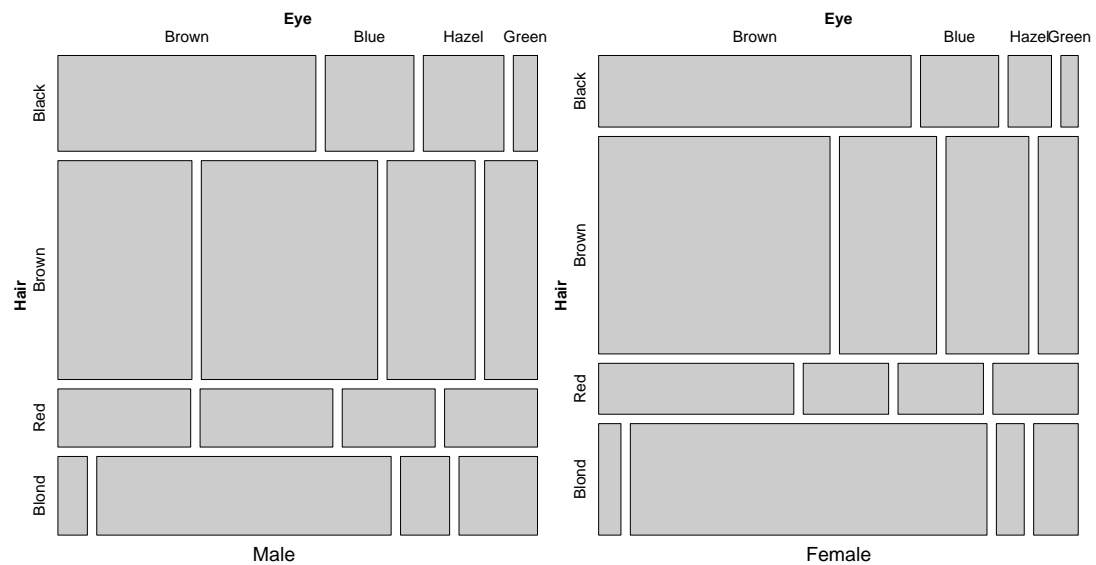 Eye
Brown Blue Hazel Green
Black
Brown
Hair
Red
Blond
Male
Eye
Brown Blue Hazel Green
Black
Brown
Hair
Red
Blond
Female